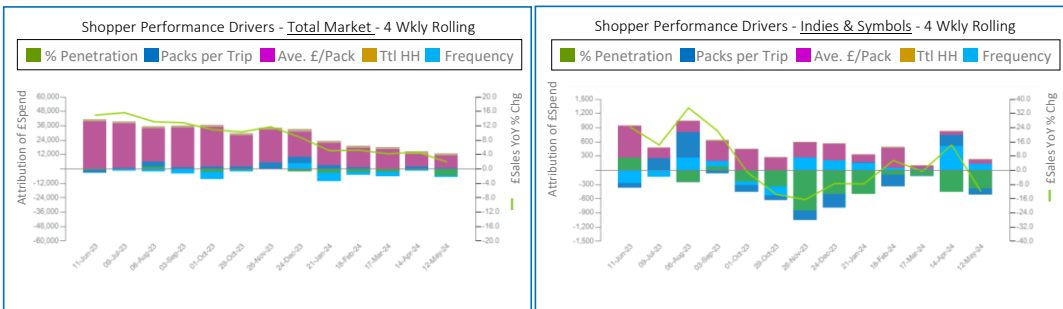 Shopper Performance Drivers - Total Market - 4 Wkly Rolling
% Penetration Packs per Trip Ave. £/Pack Ttl HH Frequency
Attribution of £Spend
60,000
48,000
36,000
24,000
12,000
-
-12,000
-24,000
-36,000
-48,000
-60,000
20.0
16.0
12.0
8.0
4.0
0.0
-4.0
-8.0
-12.0
-16.0
-20.0
£Sales YoY % Chg
11-Jun-23
09-Jul-23
06-Aug-23
03-Sep-23
01-Oct-23
29-Oct-23
26-Nov-23
24-Dec-23
21-Jan-24
18-Feb-24
17-Mar-24
14-Apr-24
12-May-24
Shopper Performance Drivers - Indies & Symbols - 4 Wkly Rolling
% Penetration Packs per Trip Ave. £/Pack Ttl HH Frequency
Attribution of £Spend
1,500
1,200
900
600
300
-
-300
-600
-900
-1,200
-1,500
40.0
32.0
24.0
16.0
8.0
0.0
-8.0
-16.0
-24.0
-32.0
-40.0
£Sales YoY % Chg
11-Jun-23
09-Jul-23
06-Aug-23
03-Sep-23
01-Oct-23
29-Oct-23
26-Nov-23
24-Dec-23
21-Jan-24
18-Feb-24
17-Mar-24
14-Apr-24
12-May-24